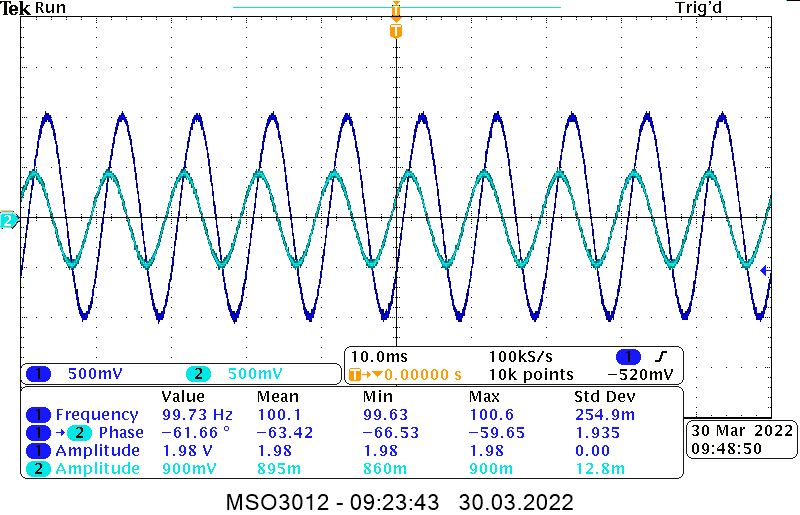 Tek Run Trig'd
T
T
2
1 500mV 2 500mV
10.0ms 100kS/s 1
T→▼0.00000 s 10k points −520mV
Value Mean Min Max Std Dev
1 Frequency 99.73 Hz 100.1 99.63 100.6 254.9m
1 →2 Phase −61.66 ° −63.42 −66.53 −59.65 1.935
1 Amplitude 1.98 V 1.98 1.98 1.98 0.00
2 Amplitude 900mV 895m 860m 900m 12.8m
30 Mar 2022
09:48:50
MSO3012 - 09:23:43 30.03.2022